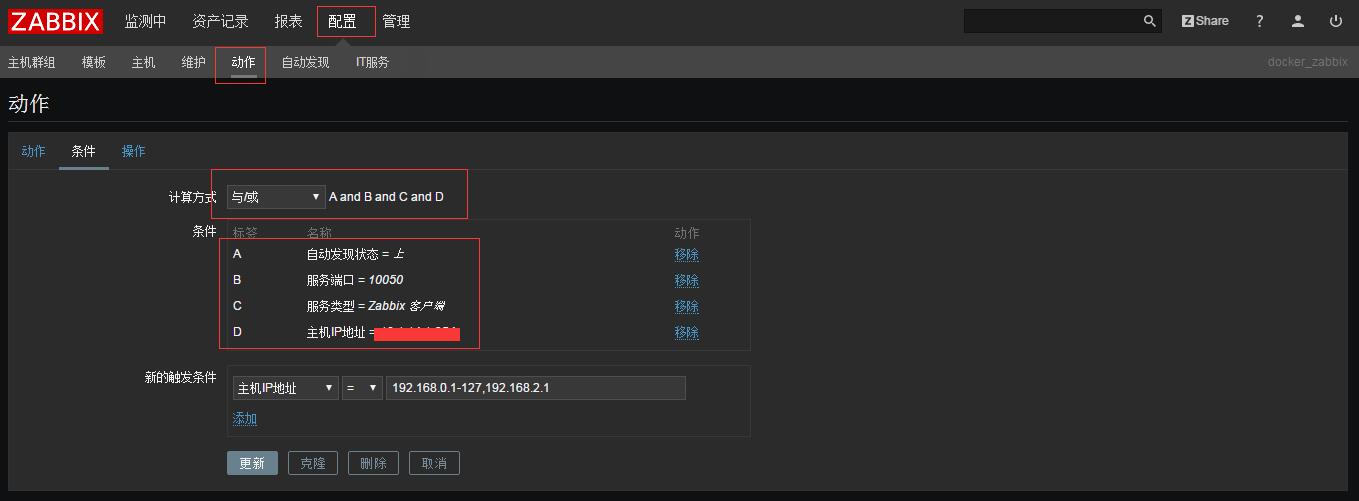 ZABBIX 监测中 资产记录 报表 配置 管理 Z Share ?
主机群组 模板 主机 维护 动作 自动发现 IT服务 docker_zabbix
动作
动作 条件 操作
计算方式 与/或 A and B and C and D
条件 标签 名称 动作
A 自动发现状态 = 上 移除
B 服务端口 = 10050 移除
C 服务类型 = Zabbix 客户端 移除
D 主机IP地址 = 移除
新的触发条件 主机IP地址 = 192.168.0.1-127,192.168.2.1
添加
更新 克隆 删除 取消